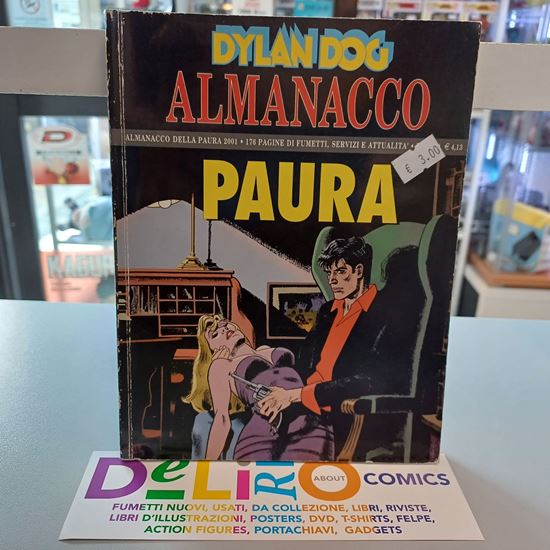 DYLAN DOG
ALMANACCO
ALMANACCO DELLA PAURA 2001 • 176 PAGINE DI FUMETTI, SERVIZI E ATTUALITA' • € 4,13
€ 3,00
PAURA
DeLiRiO ABOUT COMICS
FUMETTI NUOVI, USATI, DA COLLEZIONE, LIBRI, RIVISTE,
LIBRI D'ILLUSTRAZIONI, POSTERS, DVD, T-SHIRTS, FELPE,
ACTION FIGURES, PORTACHIAVI, GADGETS